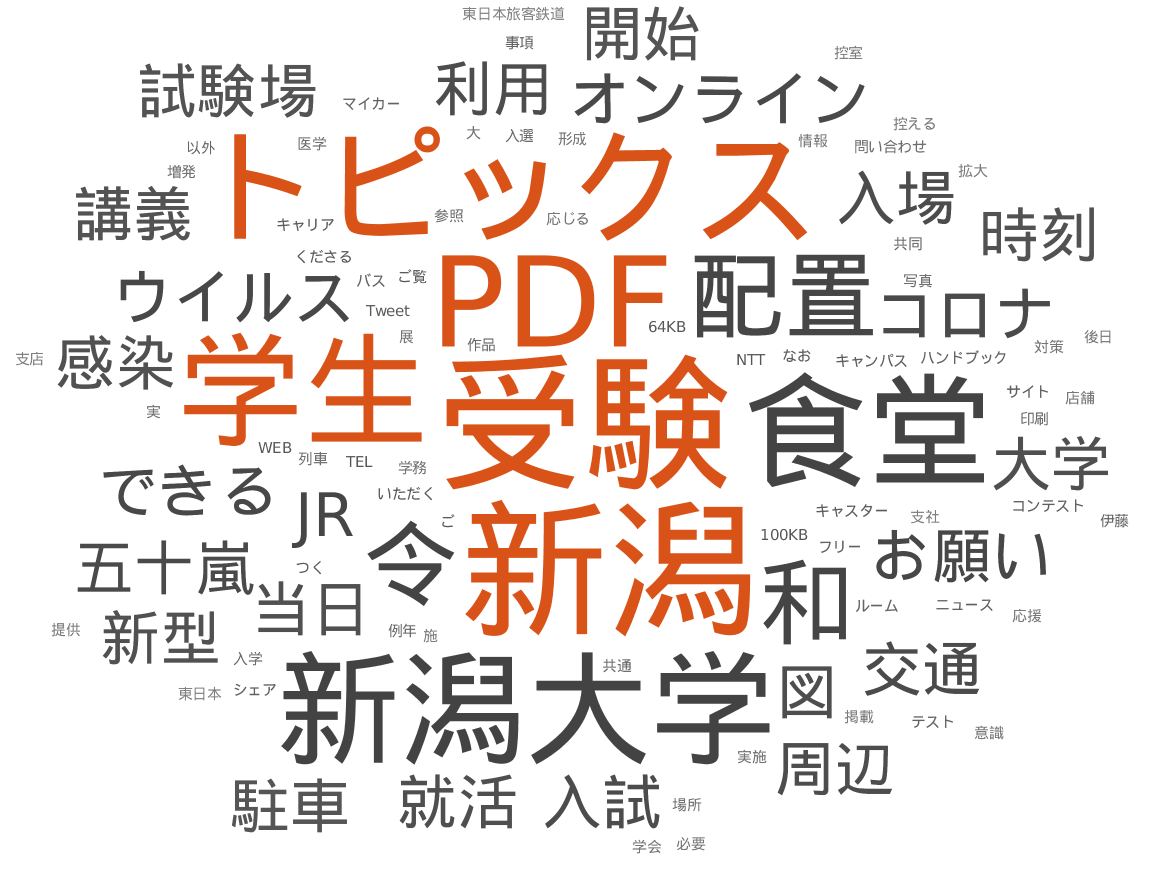 東日本旅客鉄道
開始
事項
控室
試験場
利用
オンライン
マイカー
控える
大
入選
形成
情報
問い合わせ
以外
医学
トピックス
増発
拡大
講義
入場
キャリア
参照
応じる
時刻
共同
くださる
ウイルス
バス
ご覧
PDF
配置
写真
コロナ
Tweet
64KB
展
作品
後日
対策
支店
感染
学生
受験
NTT
なお
キャンパス
ハンドブック
食堂
サイト
店舗
実
印刷
WEB
列車
TEL
学務
大学
できる
いただく
JR
コンテスト
キャスター
支社
伊藤
ご
令
新潟
100KB
フリー
お願い
五十嵐
つく
当日
和
ルーム
ニュース
応援
提供
新型
例年
施
入学
共通
交通
東日本
シェア
新潟大学
図
掲載
テスト
意識
実施
周辺
駐車
就活
入試
場所
学会
必要